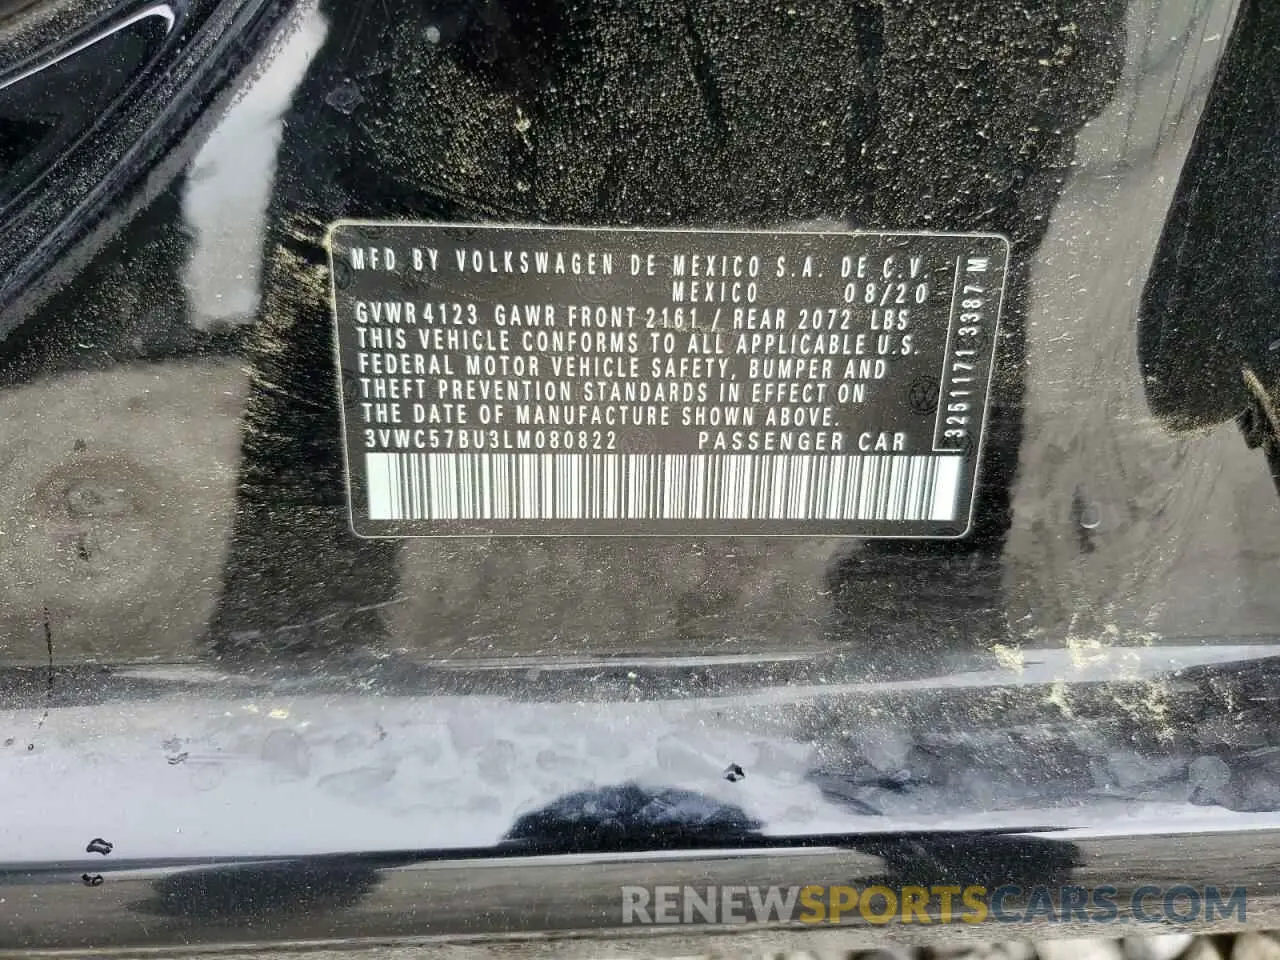 MFD BY VOLKSWAGEN DE MEXICO S.A. DE C.V.
MEXICO 08/20
GVWR 4123 GAWR FRONT 2161 / REAR 2072 LBS
THIS VEHICLE CONFORMS TO ALL APPLICABLE U.S.
FEDERAL MOTOR VEHICLE SAFETY, BUMPER AND
THEFT PREVENTION STANDARDS IN EFFECT ON
THE DATE OF MANUFACTURE SHOWN ABOVE.
3VWC57BU3LM080822 PASSENGER CAR
3261171 3387 M
RENEWSPORTSCARS.COM